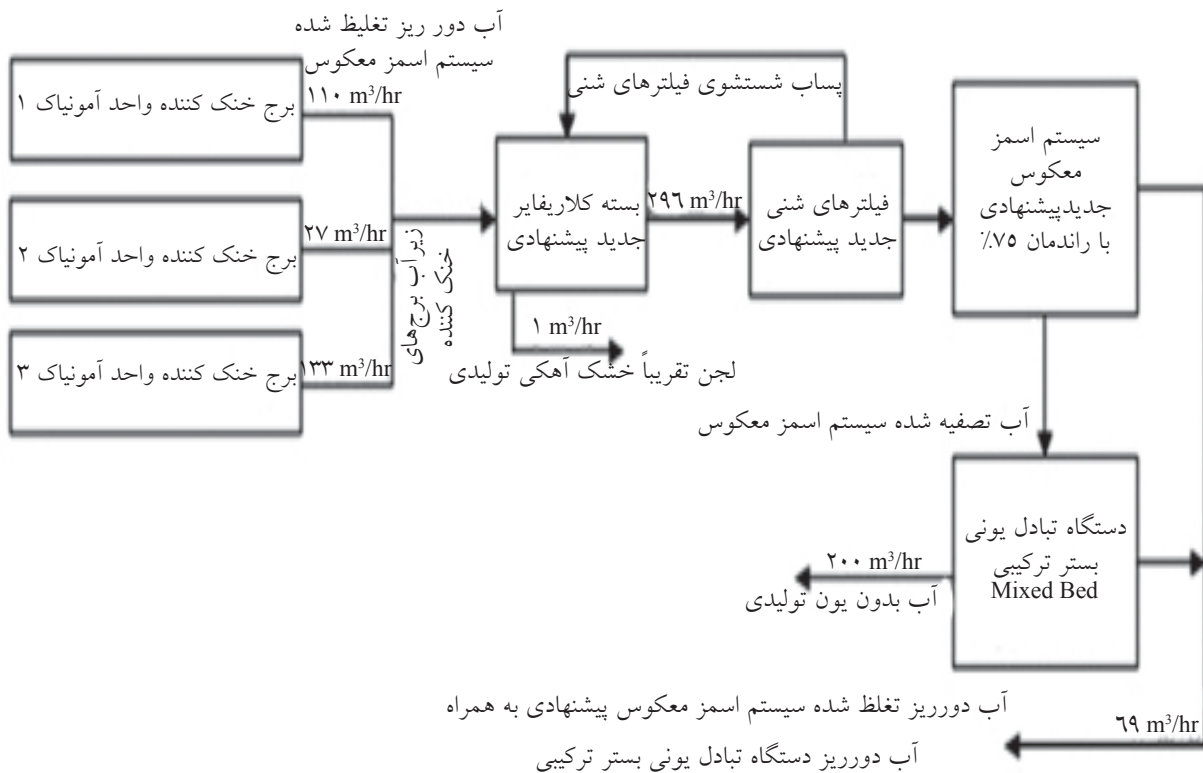 آب دور ریز تغلیظ شده
سیستم اسمز معکوس
برج خنک کننده واحد آمونیاک ۱
۱۱۰ m³/hr
برج خنک کننده واحد آمونیاک ۲
۲۷ m³/hr
برج خنک کننده واحد آمونیاک ۳
۱۳۳ m³/hr
زیرآب برج‌های
خنک کننده
پساب شستشوی فیلترهای شنی
بسته کلاریفایر
جدید پیشنهادی
۲۹۶ m³/hr
فیلترهای شنی
جدید پیشنهادی
سیستم اسمز
معکوس
جدیدپیشنهادی
با راندمان ۷۵٪
۱ m³/hr
لجن تقریباً خشک آهکی تولیدی
آب تصفیه شده سیستم اسمز معکوس
دستگاه تبادل یونی
بستر ترکیبی
Mixed Bed
۲۰۰ m³/hr
آب بدون یون تولیدی
آب دورریز تغلظ شده سیستم اسمز معکوس پیشنهادی به همراه
آب دورریز دستگاه تبادل یونی بستر ترکیبی
۶۹ m³/hr